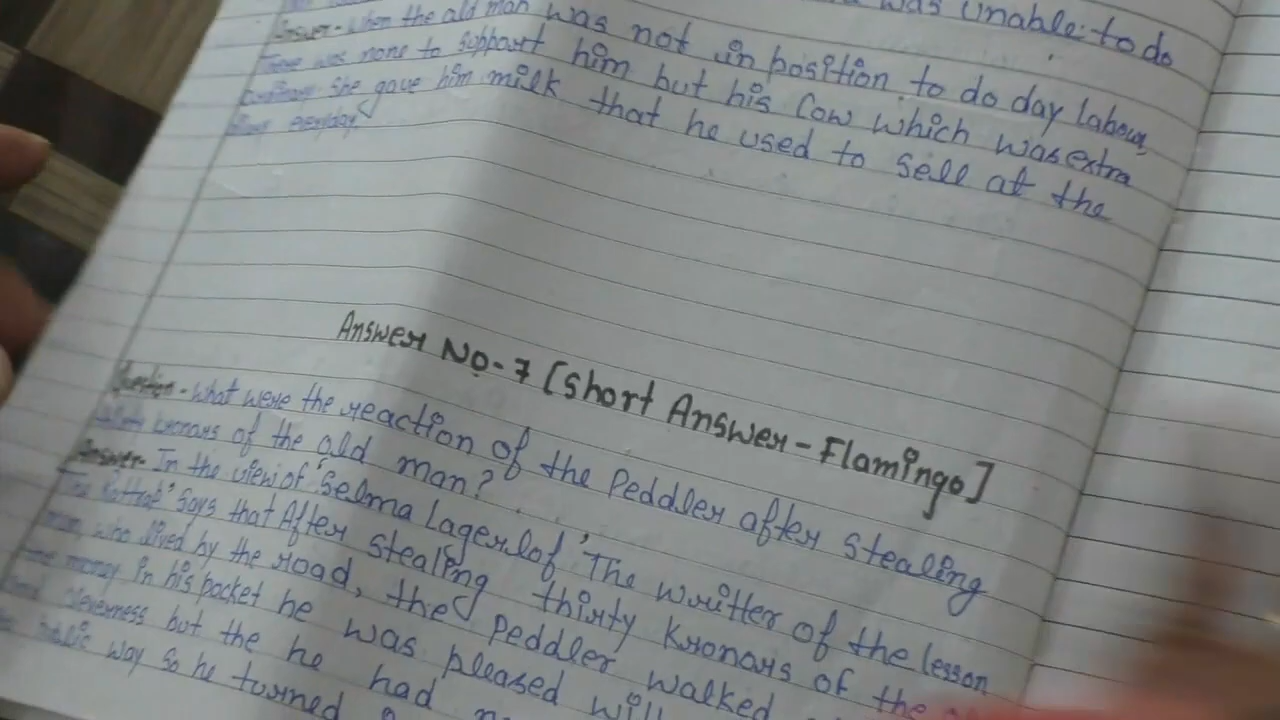 was Unable: to do
Answer - When the old man was not in position to do day labour,
There was none to support him but his Cow which was extra
She gave him milk that he used to sell at the
everyday
Answer No - 7 [Short Answer - Flamingo]
Question - What were the reaction of the Peddler after stealing
kronars of the old man?
Answer - In the view of 'Selma Lagerlof' The writter of the lesson
The Rattrap' Says that After stealing thirty Kronars of the
man, who lived by the road, the peddler walked
money in his pocket he was pleased will
cleverness but the he had
public way so he turned